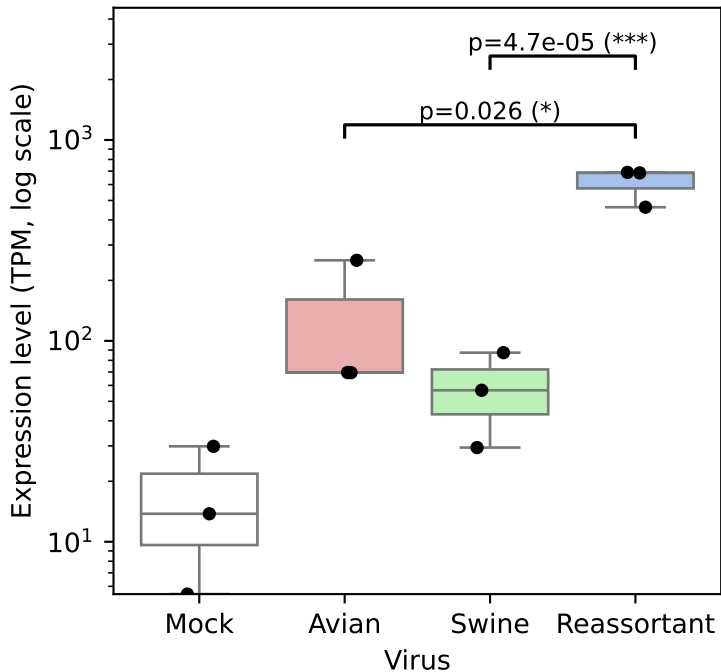 p=4.7e-05 (***)
p=0.026 (*)
Expression level (TPM, log scale)
10³
10²
10¹
Mock Avian Swine Reassortant
Virus